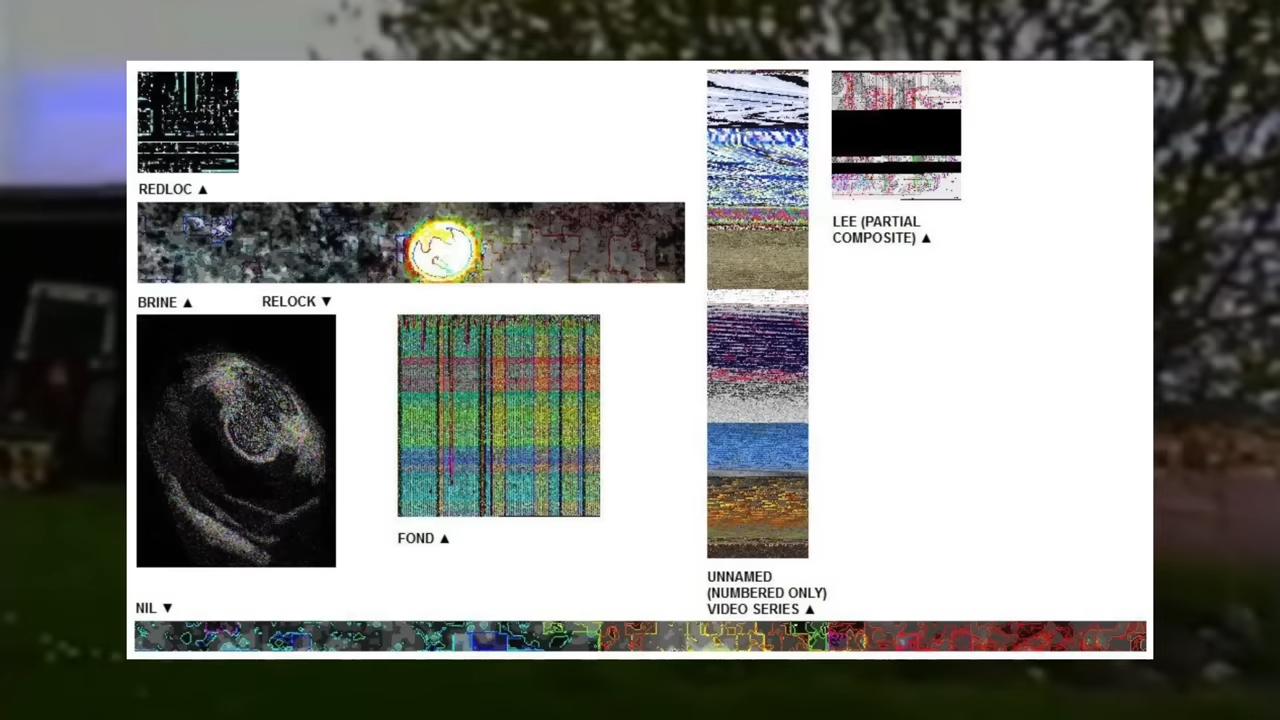 REDLOC ▲
BRINE ▲
RELOCK ▼
FOND ▲
NIL ▼
UNNAMED
(NUMBERED ONLY)
VIDEO SERIES ▲
LEE (PARTIAL
COMPOSITE) ▲